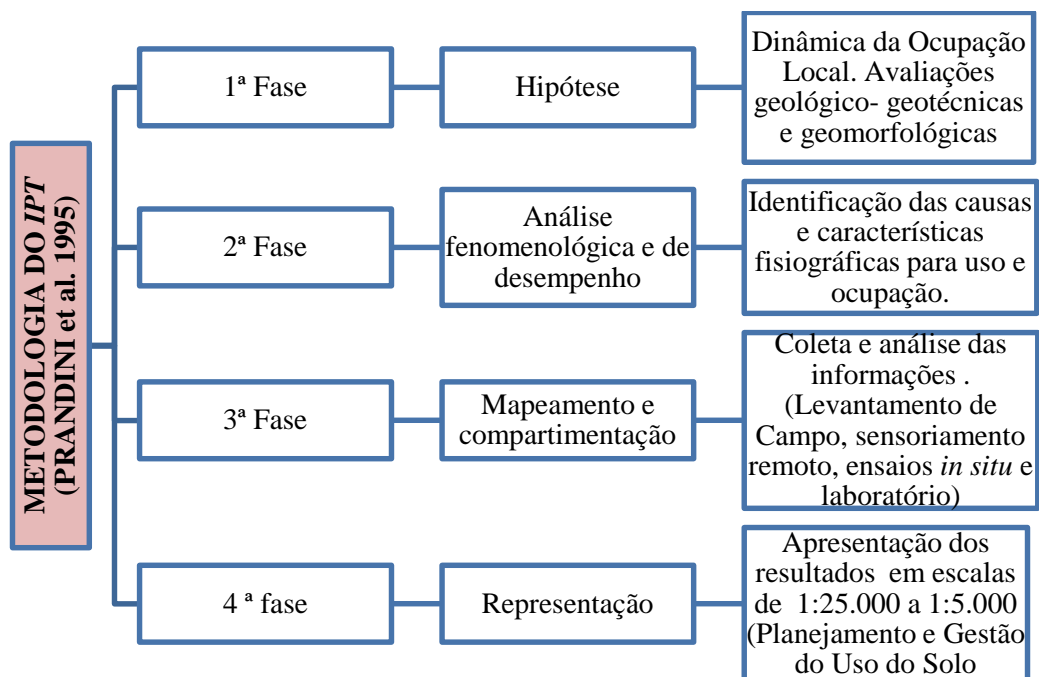 METODOLOGIA DO IPT
(PRANDINI et al. 1995)
1ª Fase
Hipótese
Dinâmica da Ocupação
Local. Avaliações
geológico- geotécnicas
e geomorfológicas
2ª Fase
Análise
fenomenológica e de
desempenho
Identificação das causas
e características
fisiográficas para uso e
ocupação.
3ª Fase
Mapeamento e
compartimentação
Coleta e análise das
informações .
(Levantamento de
Campo, sensoriamento
remoto, ensaios in situ e
laboratório)
4 ª fase
Representação
Apresentação dos
resultados em escalas
de 1:25.000 a 1:5.000
(Planejamento e Gestão
do Uso do Solo